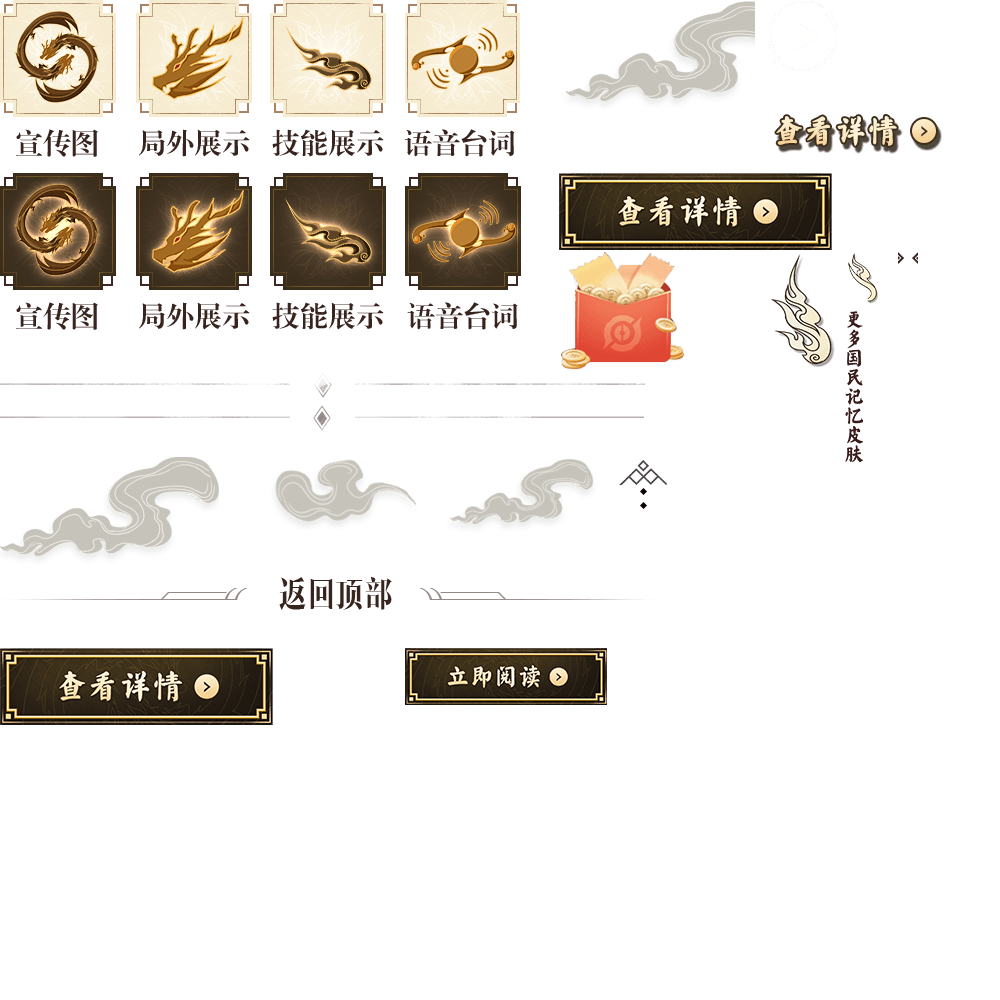 宣传图
局外展示
技能展示
语音台词
查看详情
宣传图
局外展示
技能展示
语音台词
查看详情
更多国民记忆皮肤
返回顶部
查看详情
立即阅读